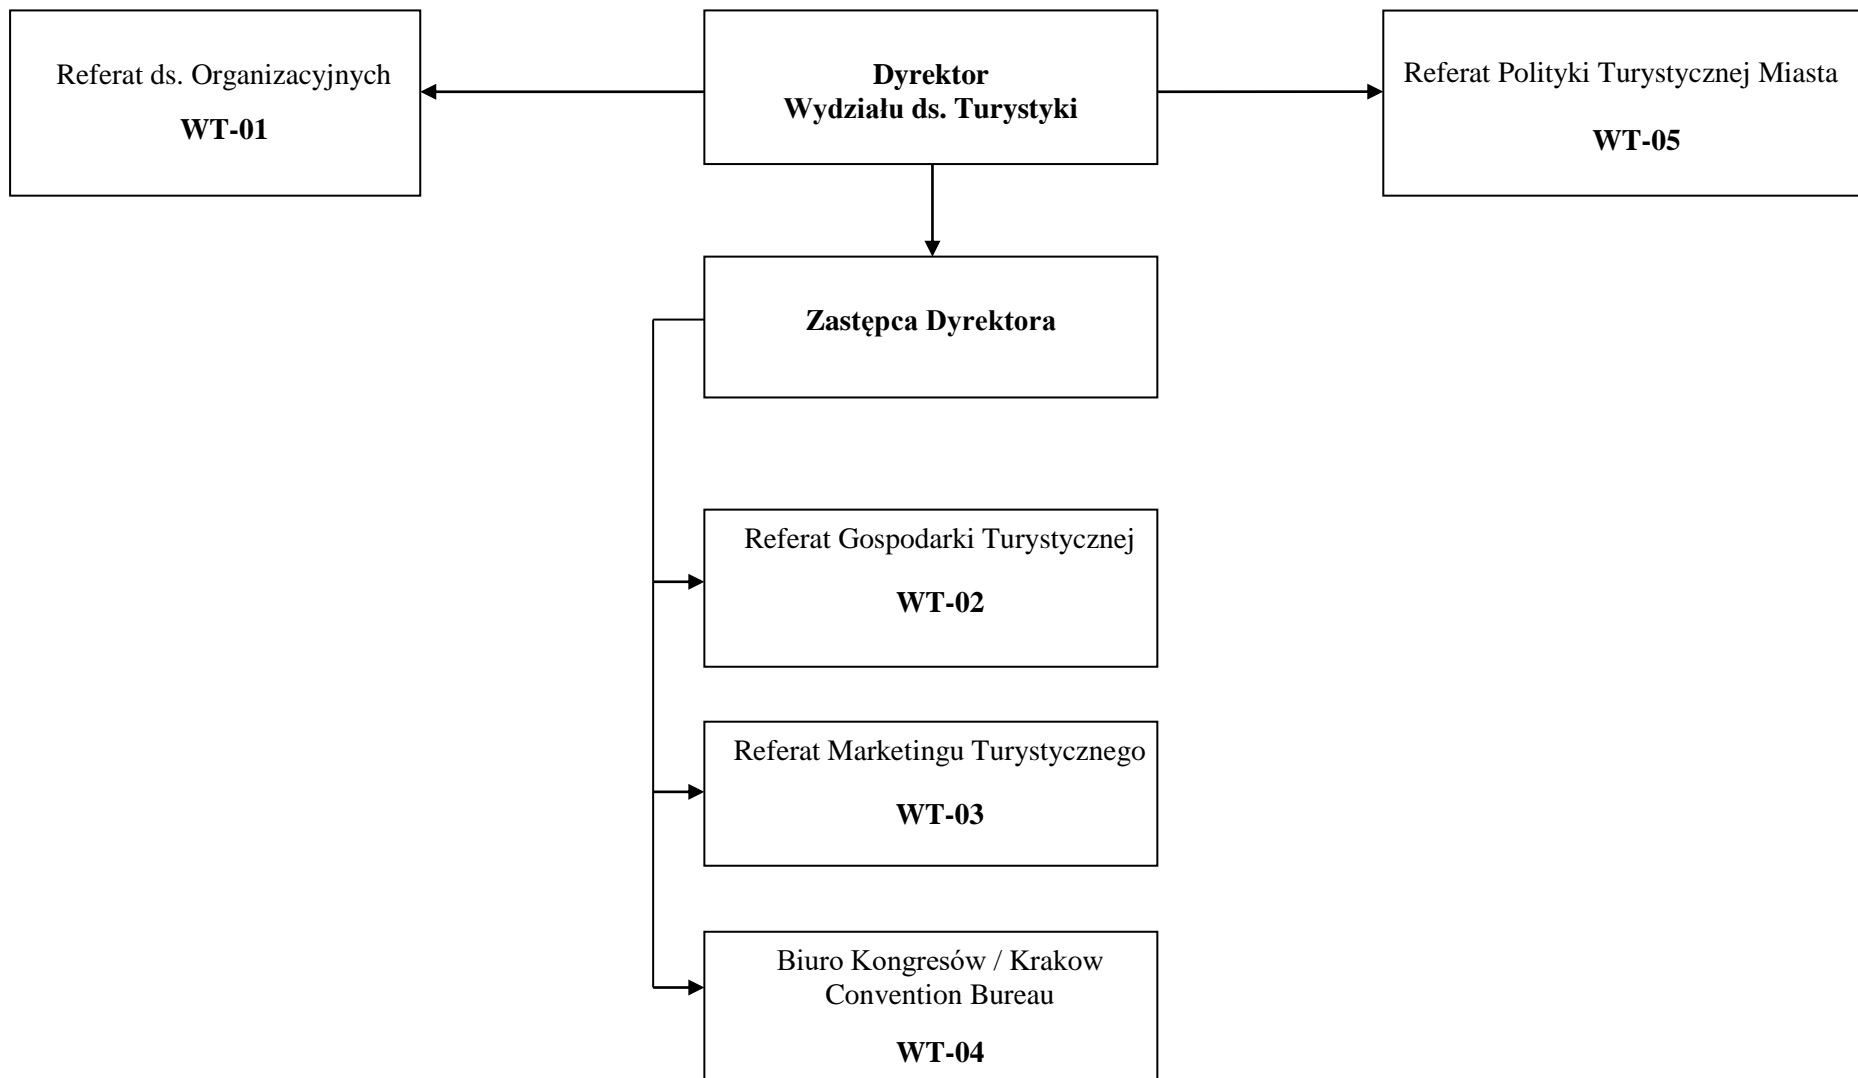 Referat ds. Organizacyjnych
WT-01
Dyrektor
Wydziału ds. Turystyki
Referat Polityki Turystycznej Miasta
WT-05
Zastępca Dyrektora
Referat Gospodarki Turystycznej
WT-02
Referat Marketingu Turystycznego
WT-03
Biuro Kongresów / Krakow
Convention Bureau
WT-04